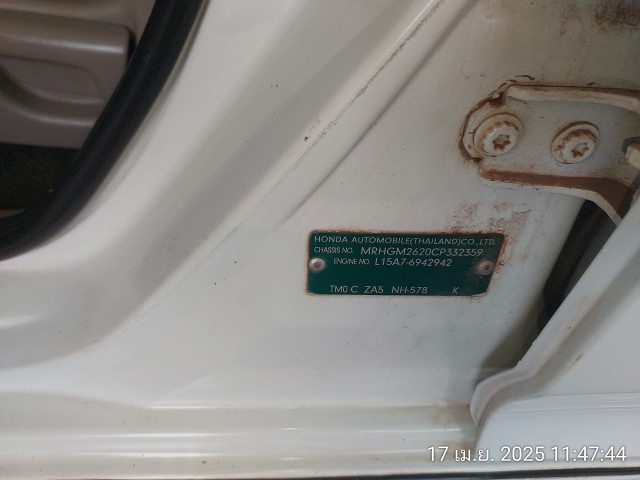 HONDA AUTOMOBILE(THAILAND)CO.,LTD.
CHASSIS NO. MRHGM2620CP332359
ENGINE NO. L15A7-6942942
TM0 C ZA5 NH-578 K
17 เม.ย. 2025 11:47:44